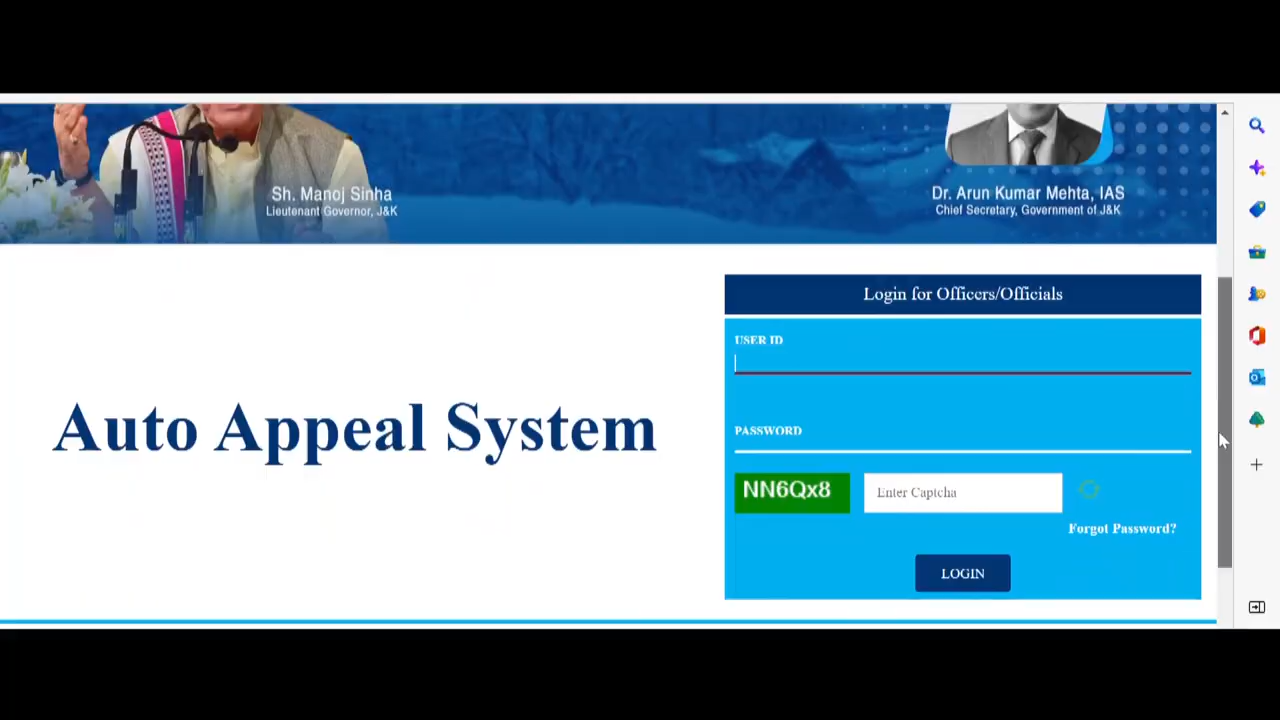 Sh. Manoj Sinha
Lieutenant Governor, J&K
Dr. Arun Kumar Mehta, IAS
Chief Secretary, Government of J&K
Auto Appeal System
Login for Officers/Officials
USER ID
PASSWORD
NN6Qx8
Enter Captcha
Forgot Password?
LOGIN